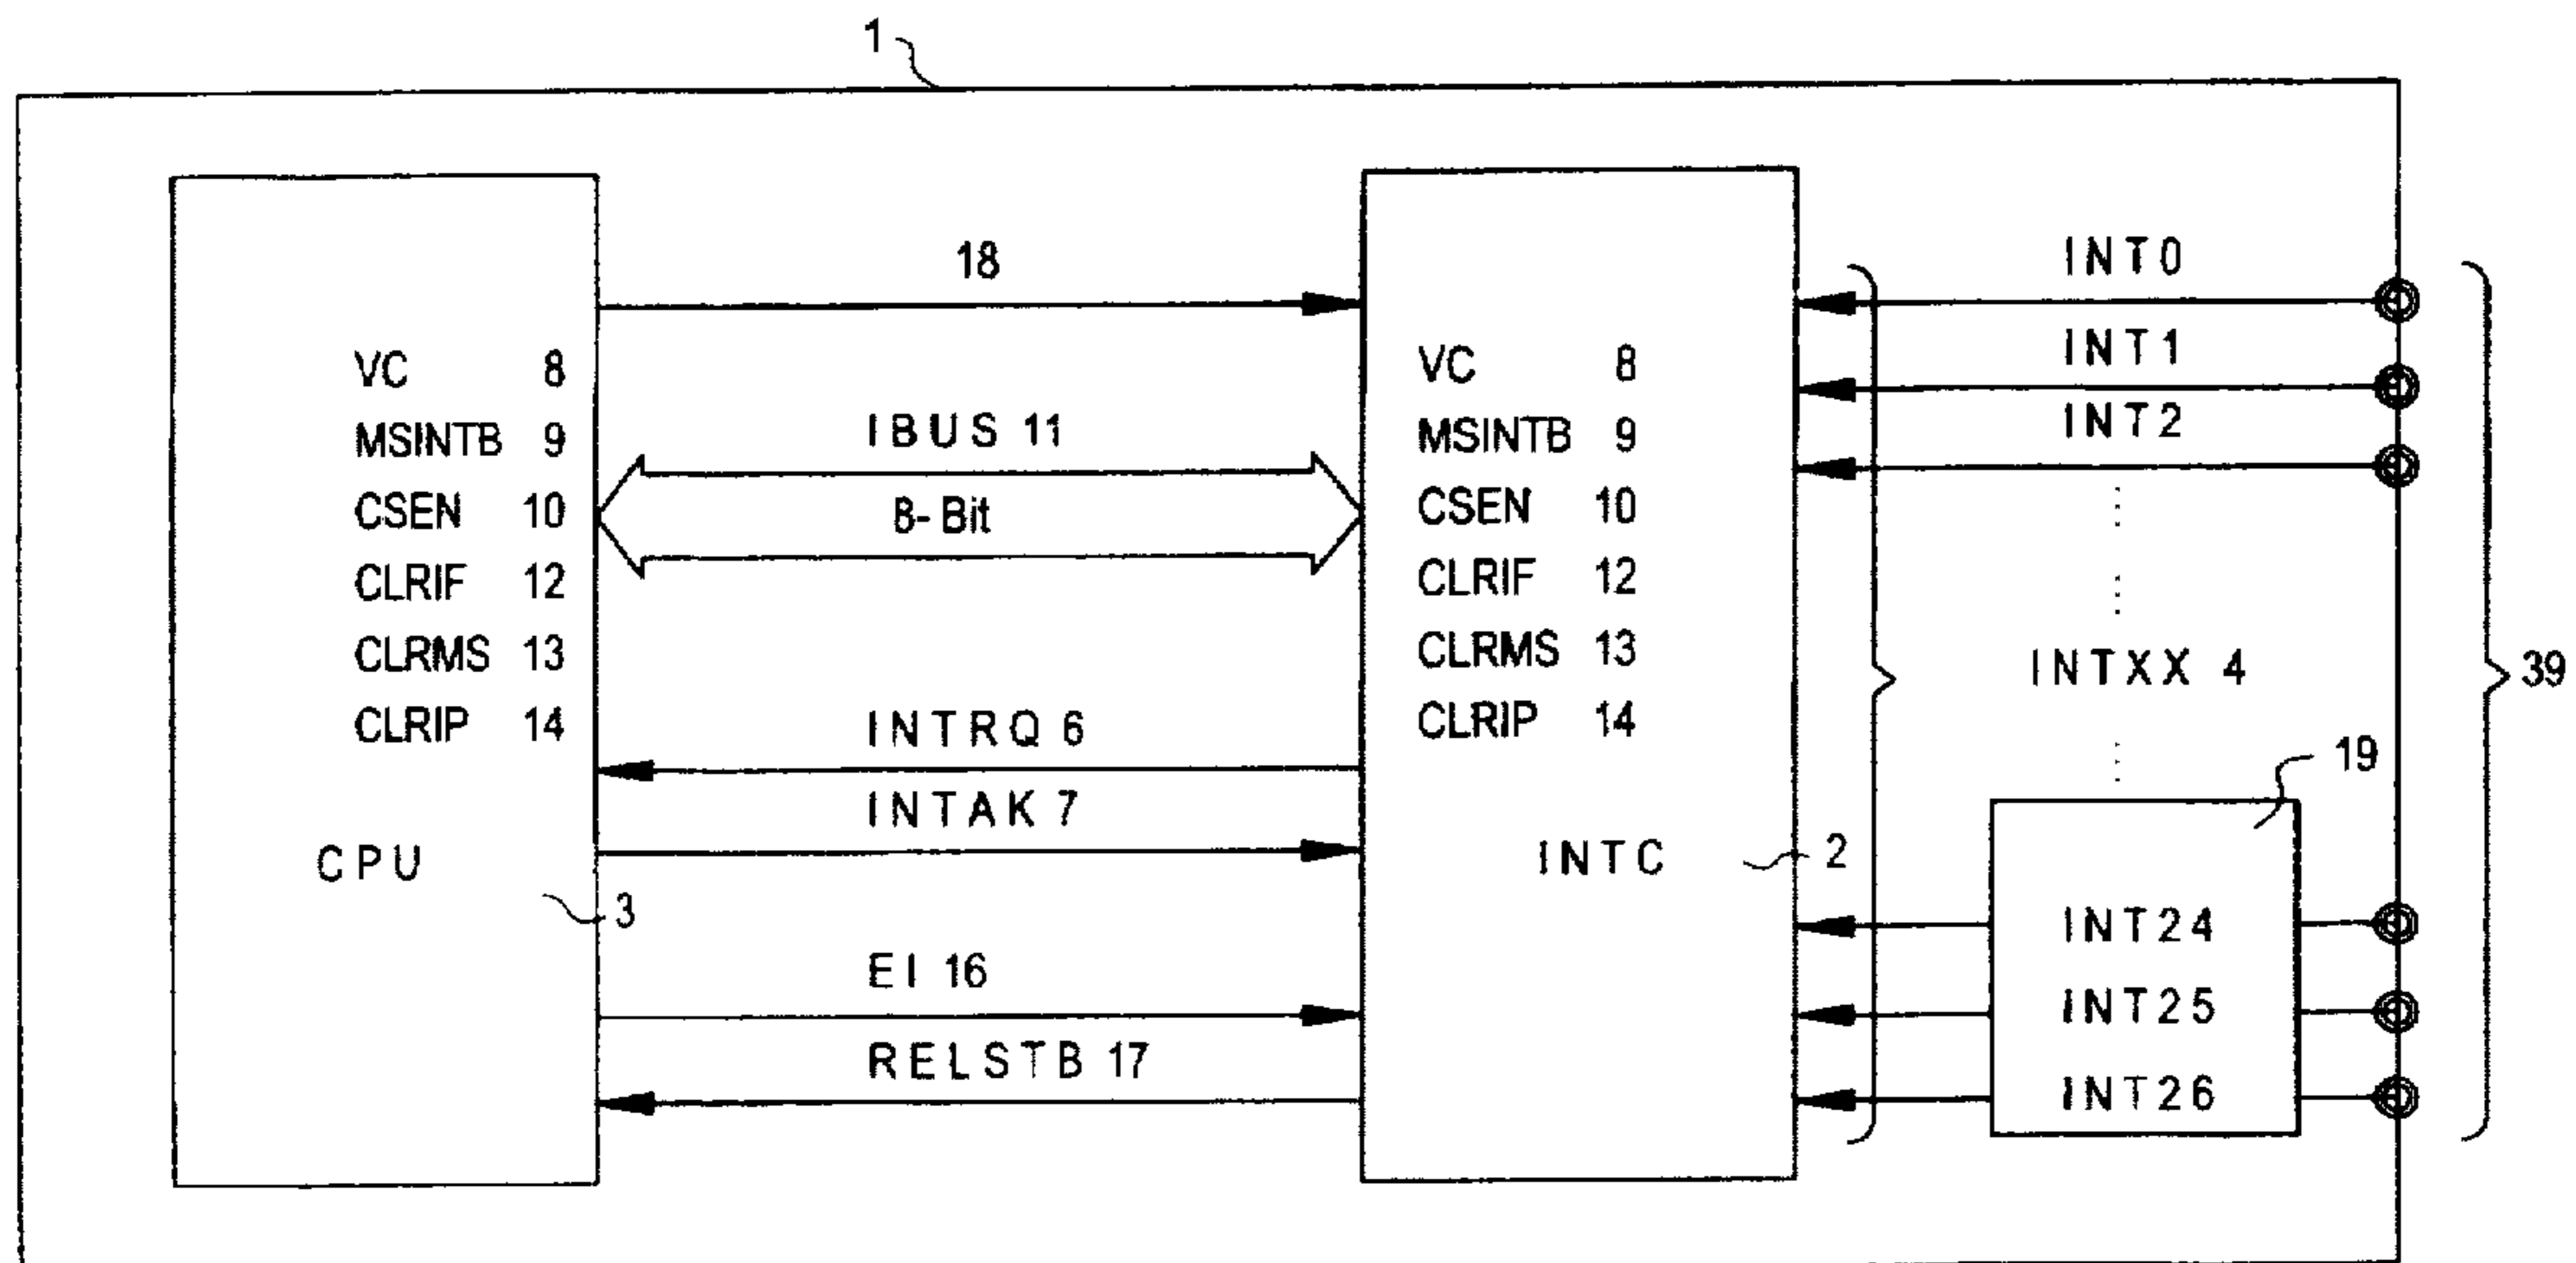 1
18
VC 8
MSINTB 9
CSEN 10
CLRIF 12
CLRMS 13
CLRIP 14
CPU
3
IBUS 11
8-Bit
INTRQ 6
INTAK 7
EI 16
RELSTB 17
VC 8
MSINTB 9
CSEN 10
CLRIF 12
CLRMS 13
CLRIP 14
INTC
2
INT0
INT1
INT2
INTXX 4
39
19
INT24
INT25
INT26